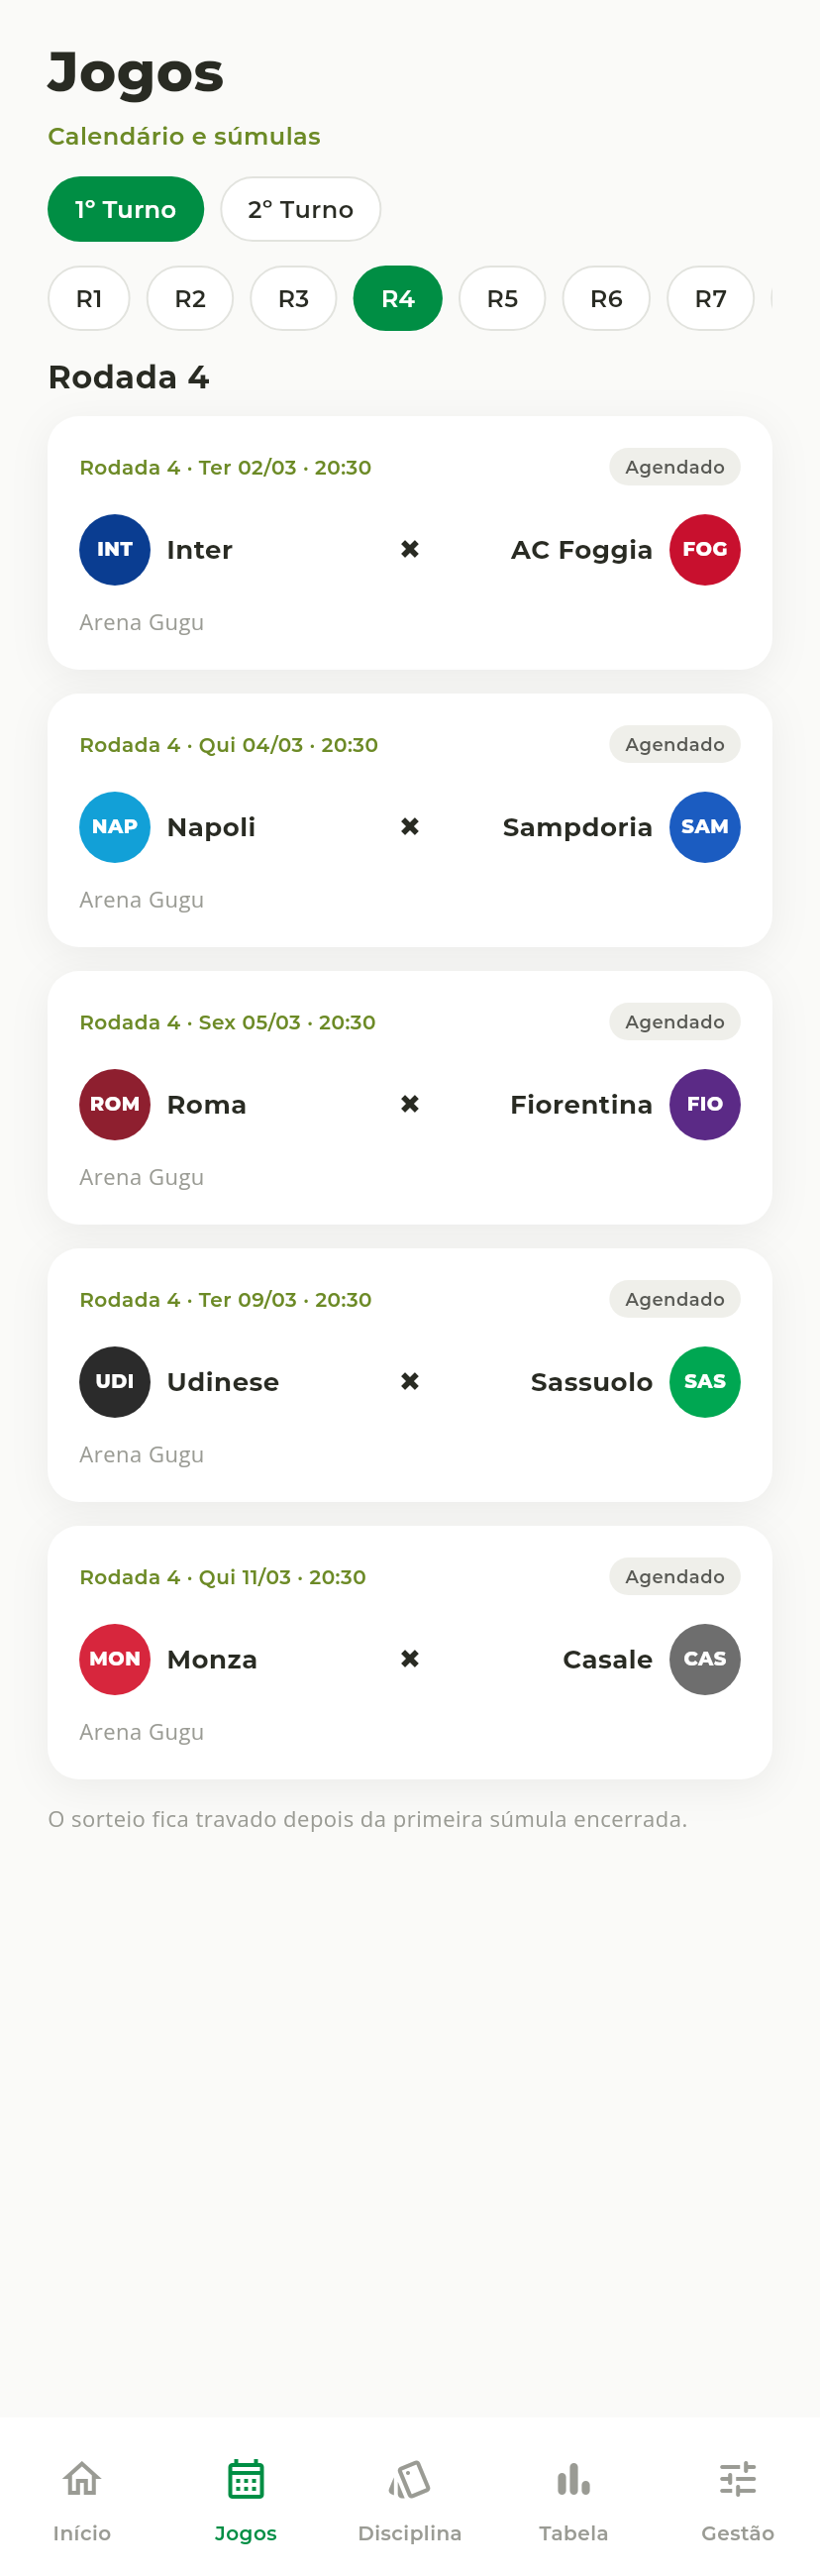 Jogos
Calendário e súmulas
1º Turno 2º Turno
R1 R2 R3 R4 R5 R6 R7
Rodada 4
Rodada 4 · Ter 02/03 · 20:30 Agendado
INT Inter ✖ AC Foggia FOG
Arena Gugu
Rodada 4 · Qui 04/03 · 20:30 Agendado
NAP Napoli ✖ Sampdoria SAM
Arena Gugu
Rodada 4 · Sex 05/03 · 20:30 Agendado
ROM Roma ✖ Fiorentina FIO
Arena Gugu
Rodada 4 · Ter 09/03 · 20:30 Agendado
UDI Udinese ✖ Sassuolo SAS
Arena Gugu
Rodada 4 · Qui 11/03 · 20:30 Agendado
MON Monza ✖ Casale CAS
Arena Gugu
O sorteio fica travado depois da primeira súmula encerrada.
Início Jogos Disciplina Tabela Gestão